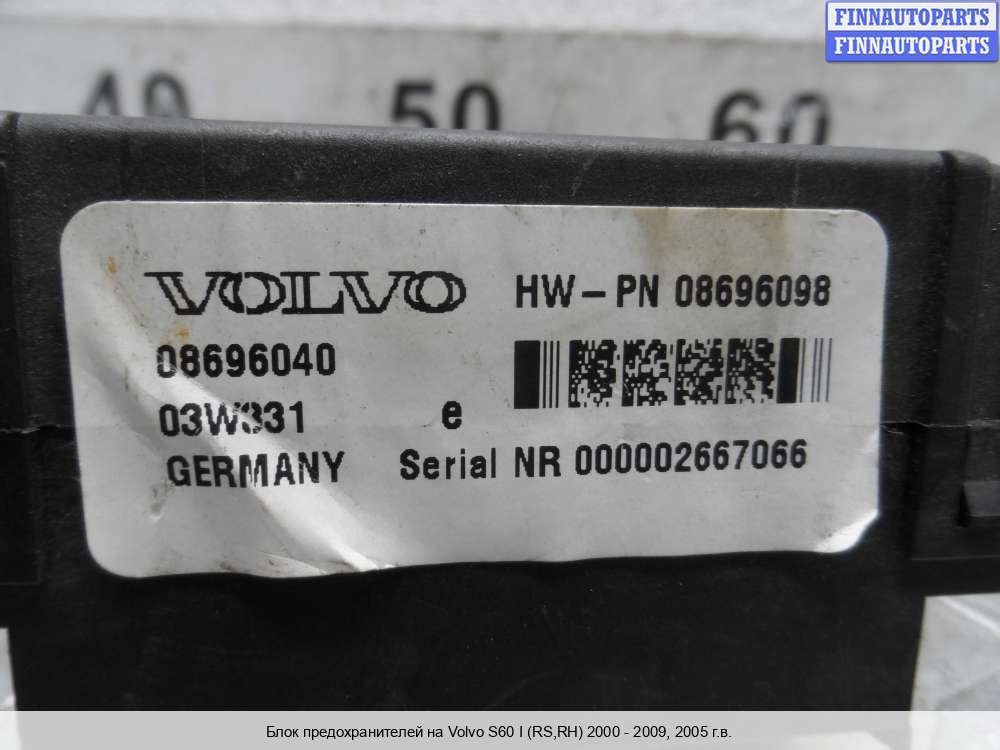 FINNAUTOPARTS
FINNAUTOPARTS
40 50 60
VOLVO HW-PN 08696098
08696040
03W331 e
GERMANY Serial NR 000002667066
Блок предохранителей на Volvo S60 I (RS,RH) 2000 - 2009, 2005 г.в.